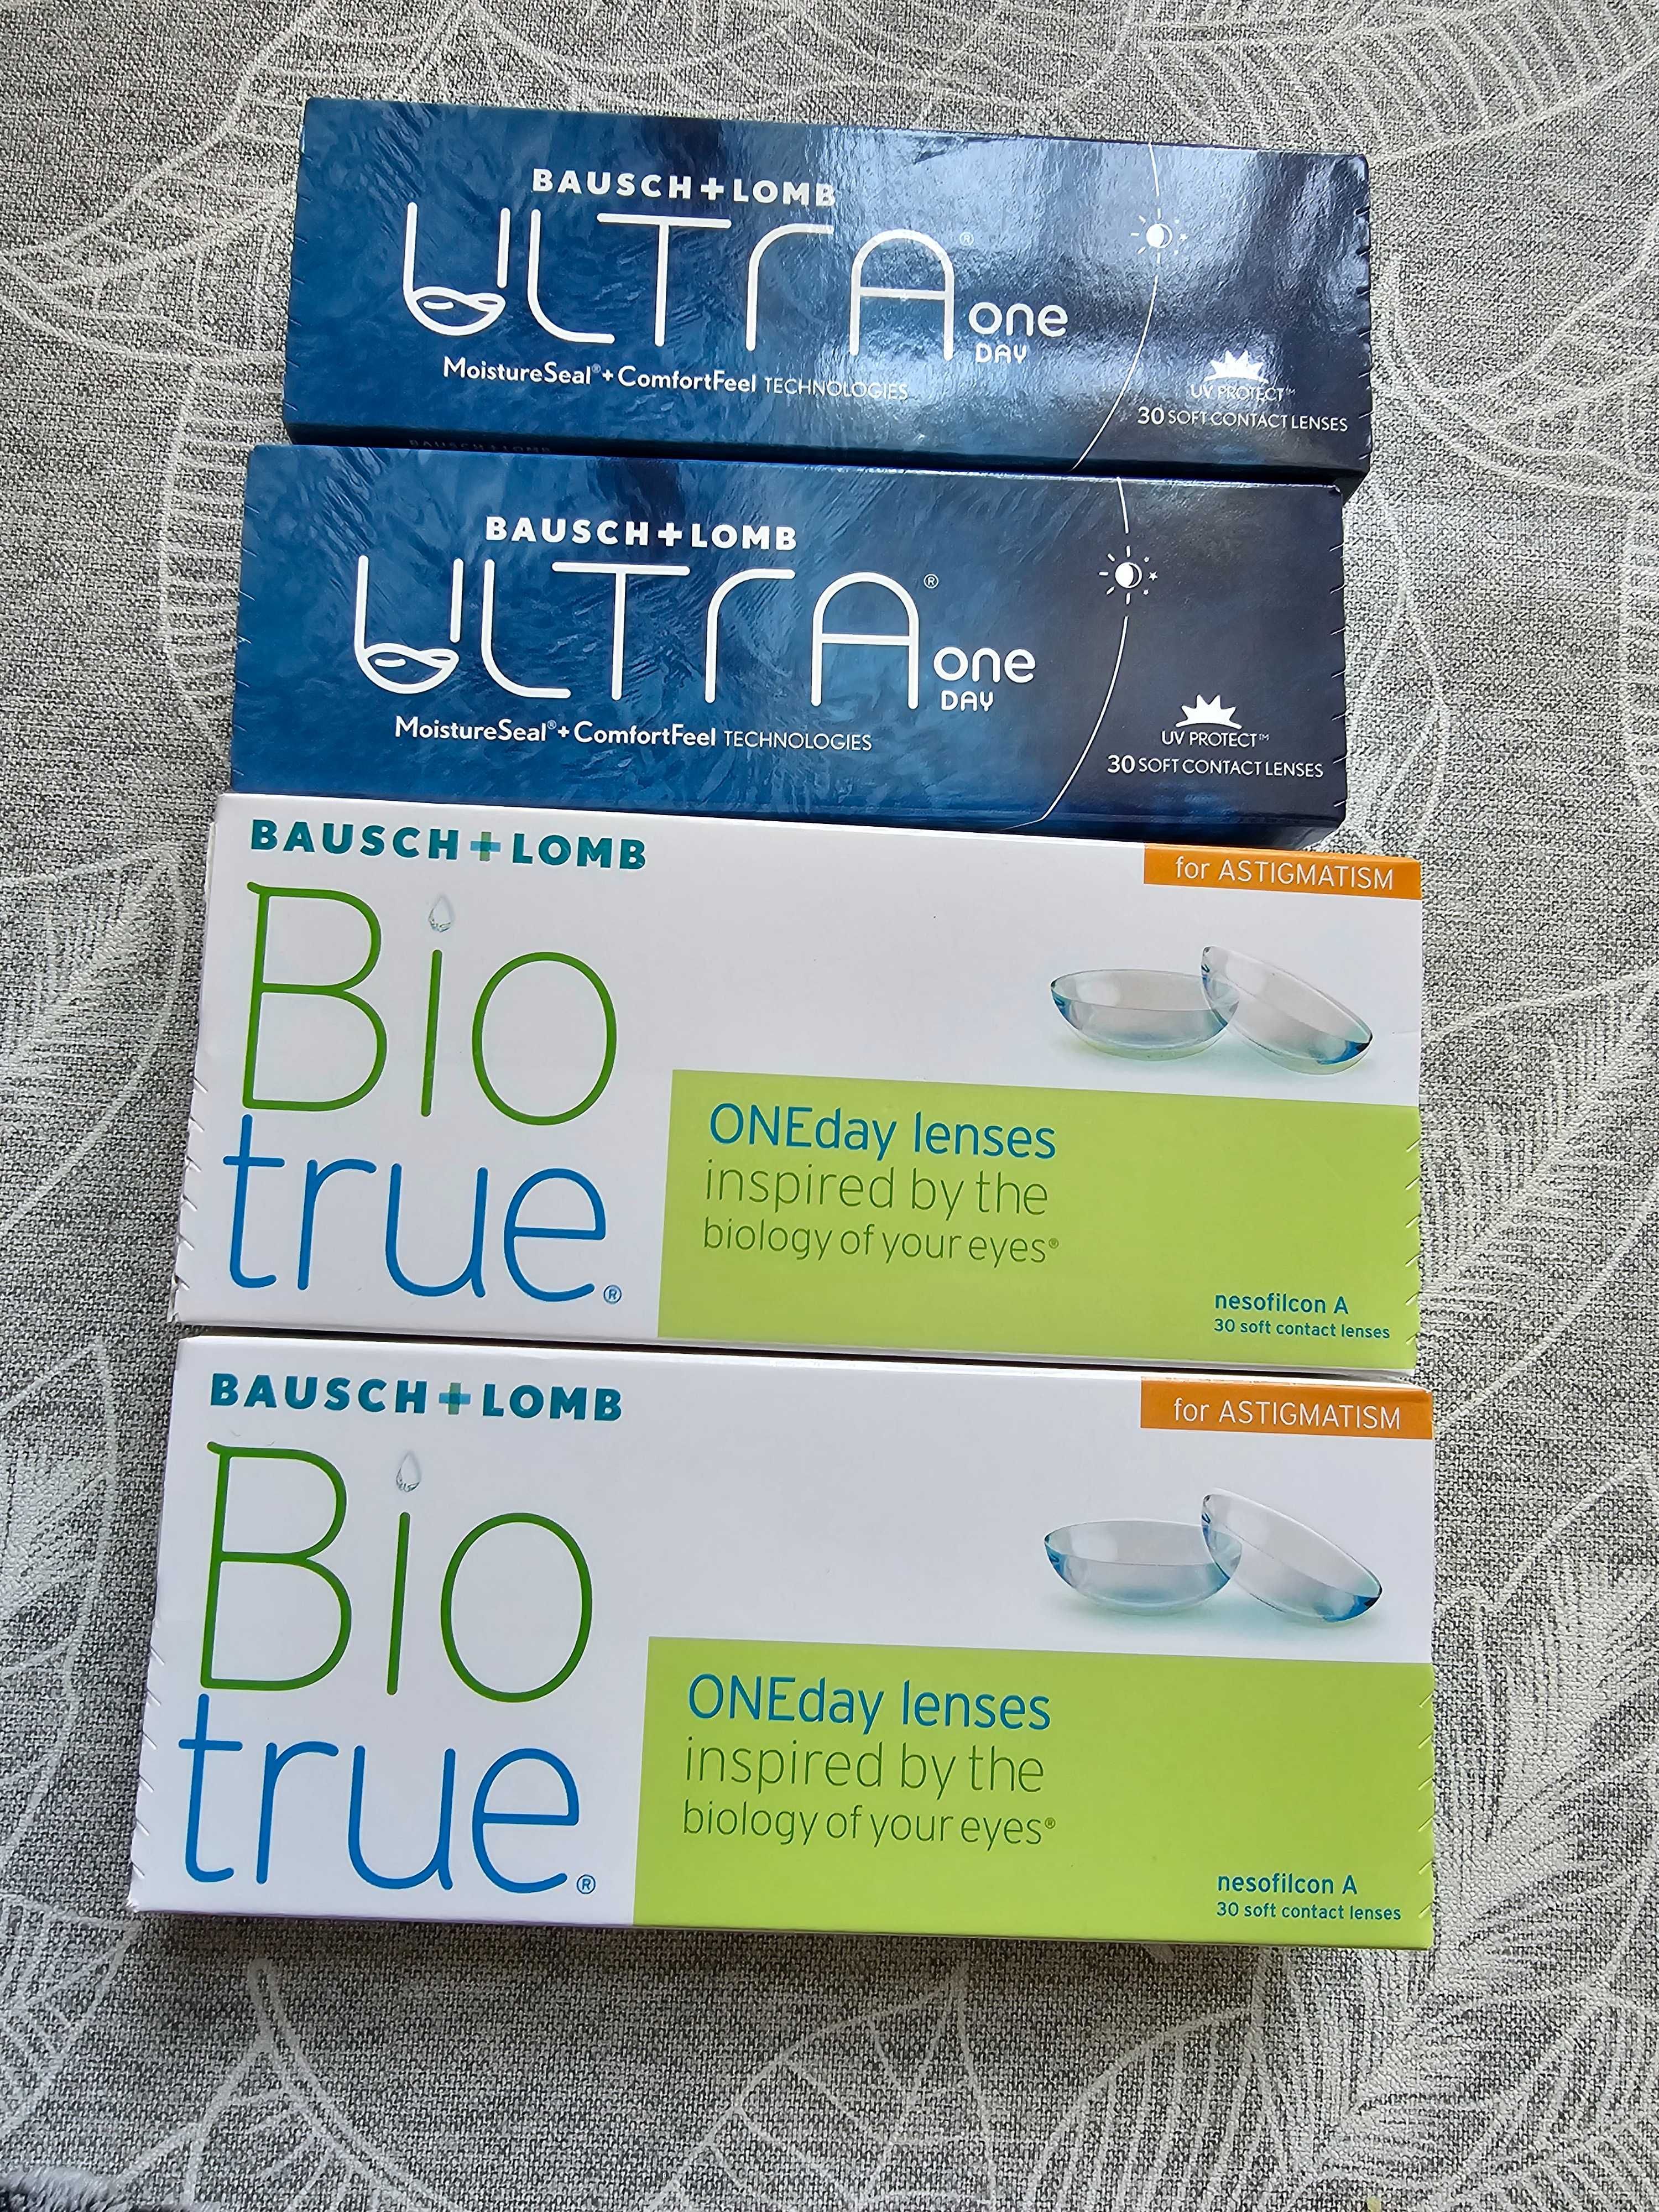 BAUSCH+LOMB
ULTRA® one
DAY
MoistureSeal®+ComfortFeel TECHNOLOGIES
UV PROTECT™
30 SOFT CONTACT LENSES
BAUSCH+LOMB
BAUSCH+LOMB
ULTRA® one
DAY
MoistureSeal®+ComfortFeel TECHNOLOGIES
UV PROTECT™
30 SOFT CONTACT LENSES
BAUSCH+LOMB
for ASTIGMATISM
Bio
true®
ONEday lenses
inspired by the
biology of your eyes®
nesofilcon A
30 soft contact lenses
BAUSCH+LOMB
for ASTIGMATISM
Bio
true®
ONEday lenses
inspired by the
biology of your eyes®
nesofilcon A
30 soft contact lenses